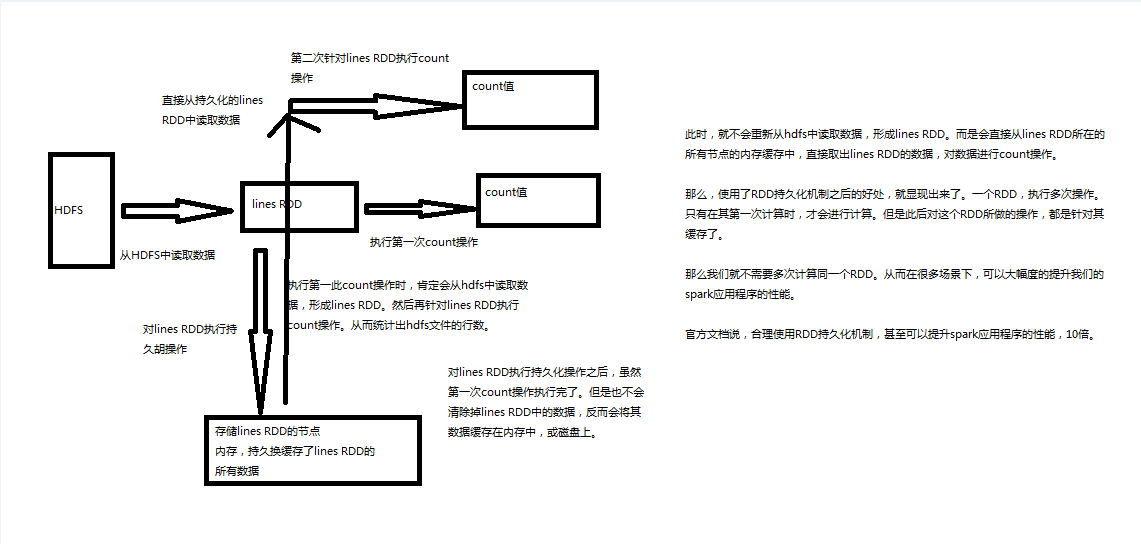 第二次针对lines RDD执行count
操作
count值
直接从持久化的lines
RDD中读取数据
HDFS
lines RDD
count值
从HDFS中读取数据
执行第一次count操作
执行第一此count操作时，肯定会从hdfs中读取数
据，形成lines RDD。然后再针对lines RDD执行
count操作。从而统计出hdfs文件的行数。
对lines RDD执行持
久胡操作
对lines RDD执行持久化操作之后，虽然
第一次count操作执行完了。但是也不会
清除掉lines RDD中的数据，反而会将其
数据缓存在内存中，或磁盘上。
存储lines RDD的节点
内存，持久换缓存了lines RDD的
所有数据
此时，就不会重新从hdfs中读取数据，形成lines RDD。而是会直接从lines RDD所在的
所有节点的内存缓存中，直接取出lines RDD的数据，对数据进行count操作。
那么，使用了RDD持久化机制之后的好处，就显现出来了。一个RDD，执行多次操作。
只有在其第一次计算时，才会进行计算。但是此后对这个RDD所做的操作，都是针对其
缓存了。
那么我们就不需要多次计算同一个RDD。从而在很多场景下，可以大幅度的提升我们的
spark应用程序的性能。
官方文档说，合理使用RDD持久化机制，甚至可以提升spark应用程序的性能，10倍。